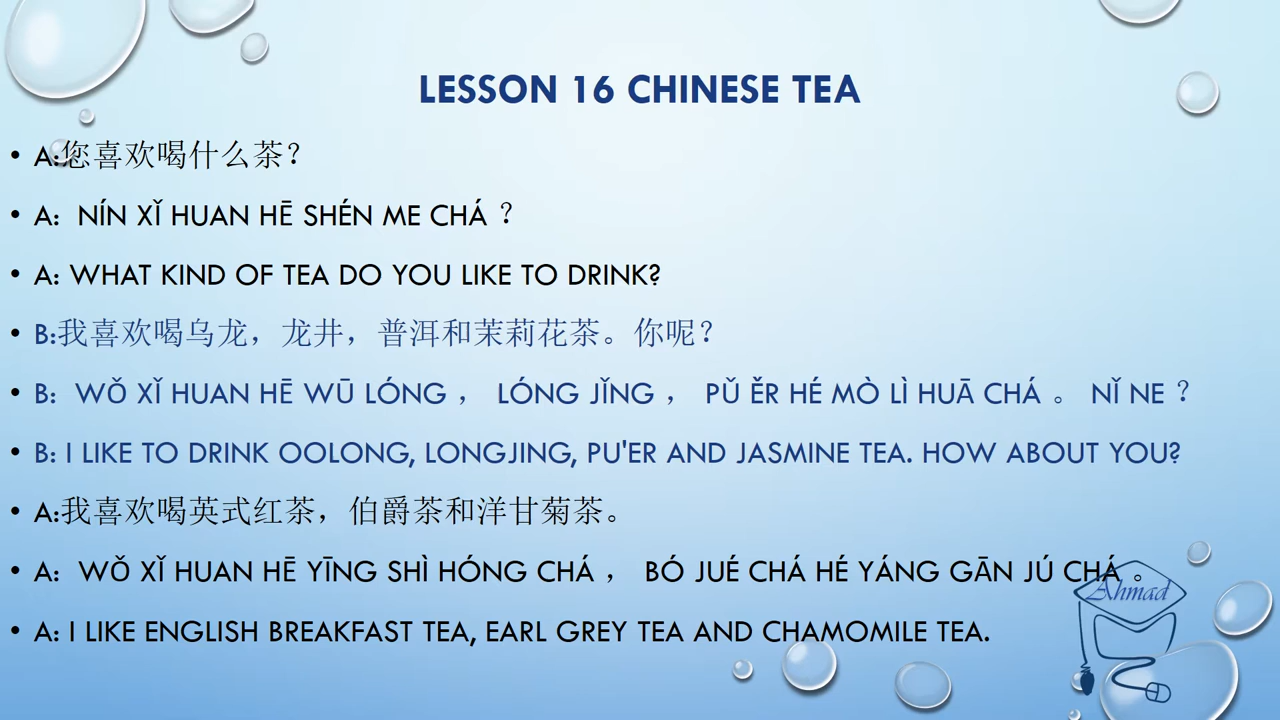 LESSON 16 CHINESE TEA
• A:您喜欢喝什么茶？
• A: NÍN XǏ HUAN HĒ SHÉN ME CHÁ ？
• A: WHAT KIND OF TEA DO YOU LIKE TO DRINK?
• B:我喜欢喝乌龙，龙井，普洱和茉莉花茶。你呢？
• B: WǑ XǏ HUAN HĒ WŪ LÓNG ， LÓNG JǏNG ， PǓ ĚR HÉ MÒ LÌ HUĀ CHÁ 。 NǏ NE ？
• B: I LIKE TO DRINK OOLONG, LONGJING, PU'ER AND JASMINE TEA. HOW ABOUT YOU?
• A:我喜欢喝英式红茶，伯爵茶和洋甘菊茶。
• A: WǑ XǏ HUAN HĒ YĪNG SHÌ HÓNG CHÁ ， BÓ JUÉ CHÁ HÉ YÁNG GĀN JÚ CHÁ 。
Ahmad
• A: I LIKE ENGLISH BREAKFAST TEA, EARL GREY TEA AND CHAMOMILE TEA.